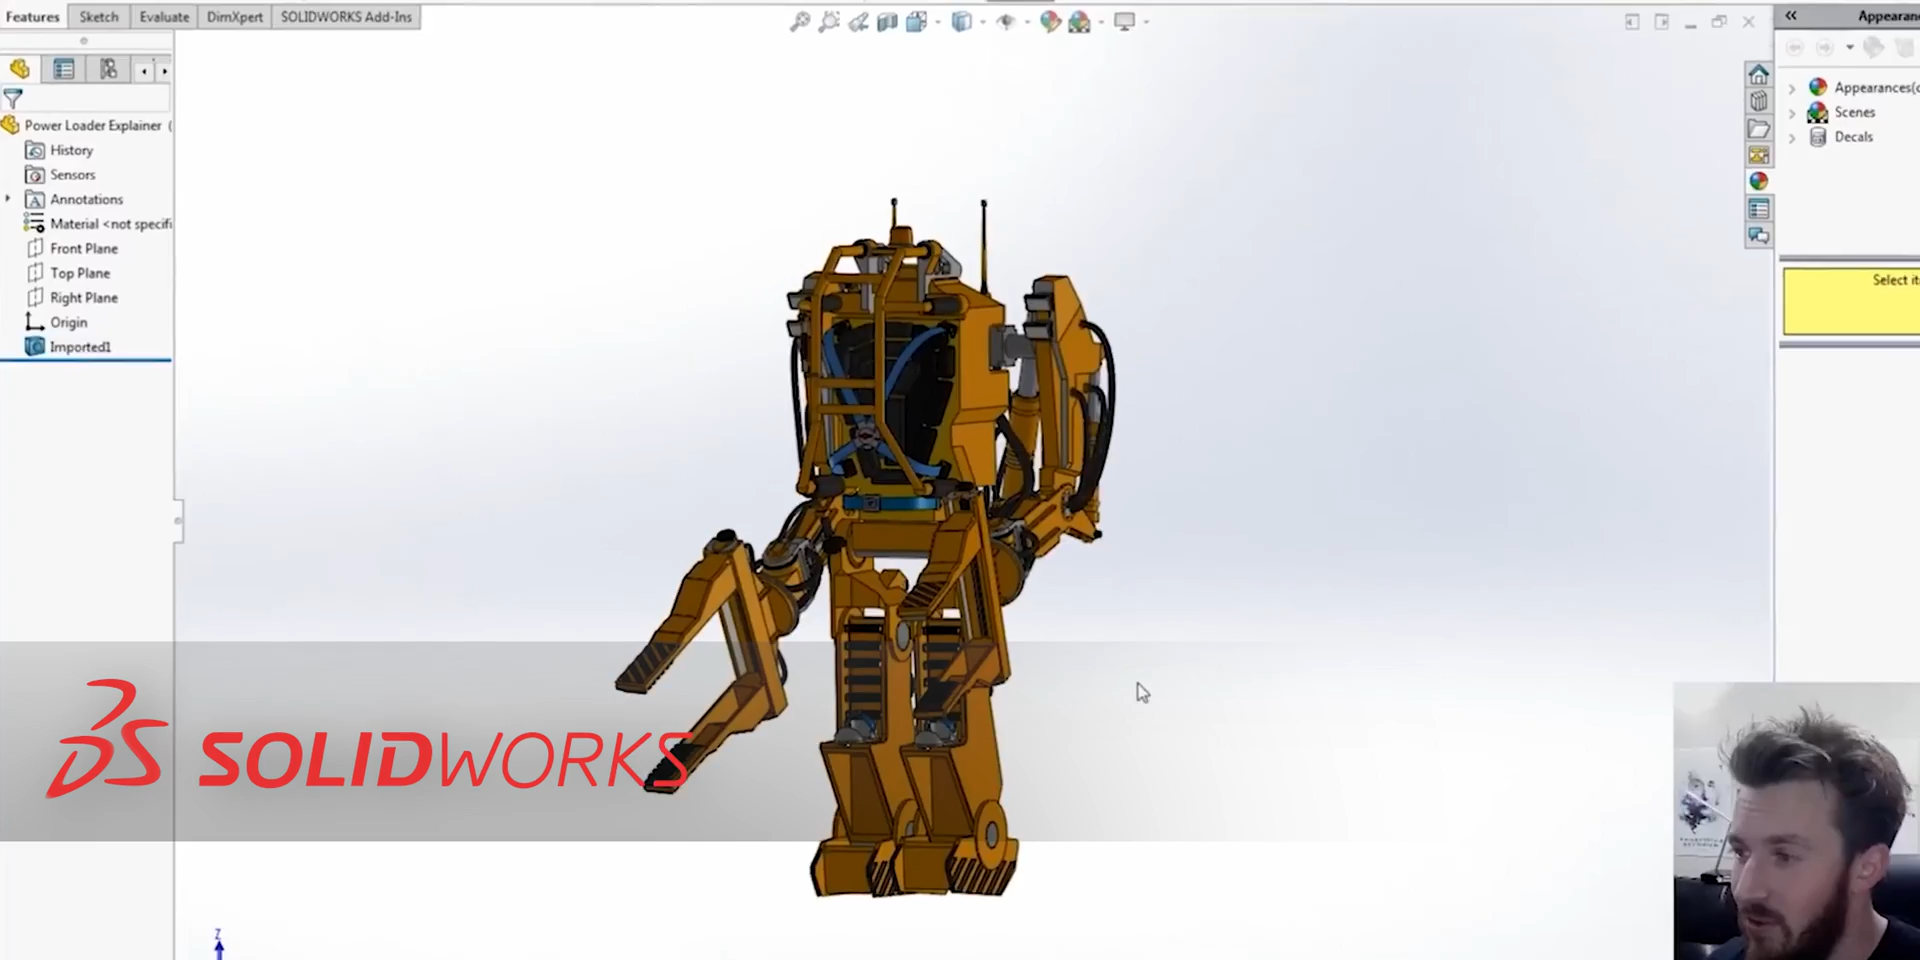 Features Sketch Evaluate DimXpert SOLIDWORKS Add-Ins
Appearan
Power Loader Explainer (
History
Sensors
Annotations
Material <not specifi
Front Plane
Top Plane
Right Plane
Origin
Imported1
Appearances(c
Scenes
Decals
Select it
SOLIDWORKS
Z